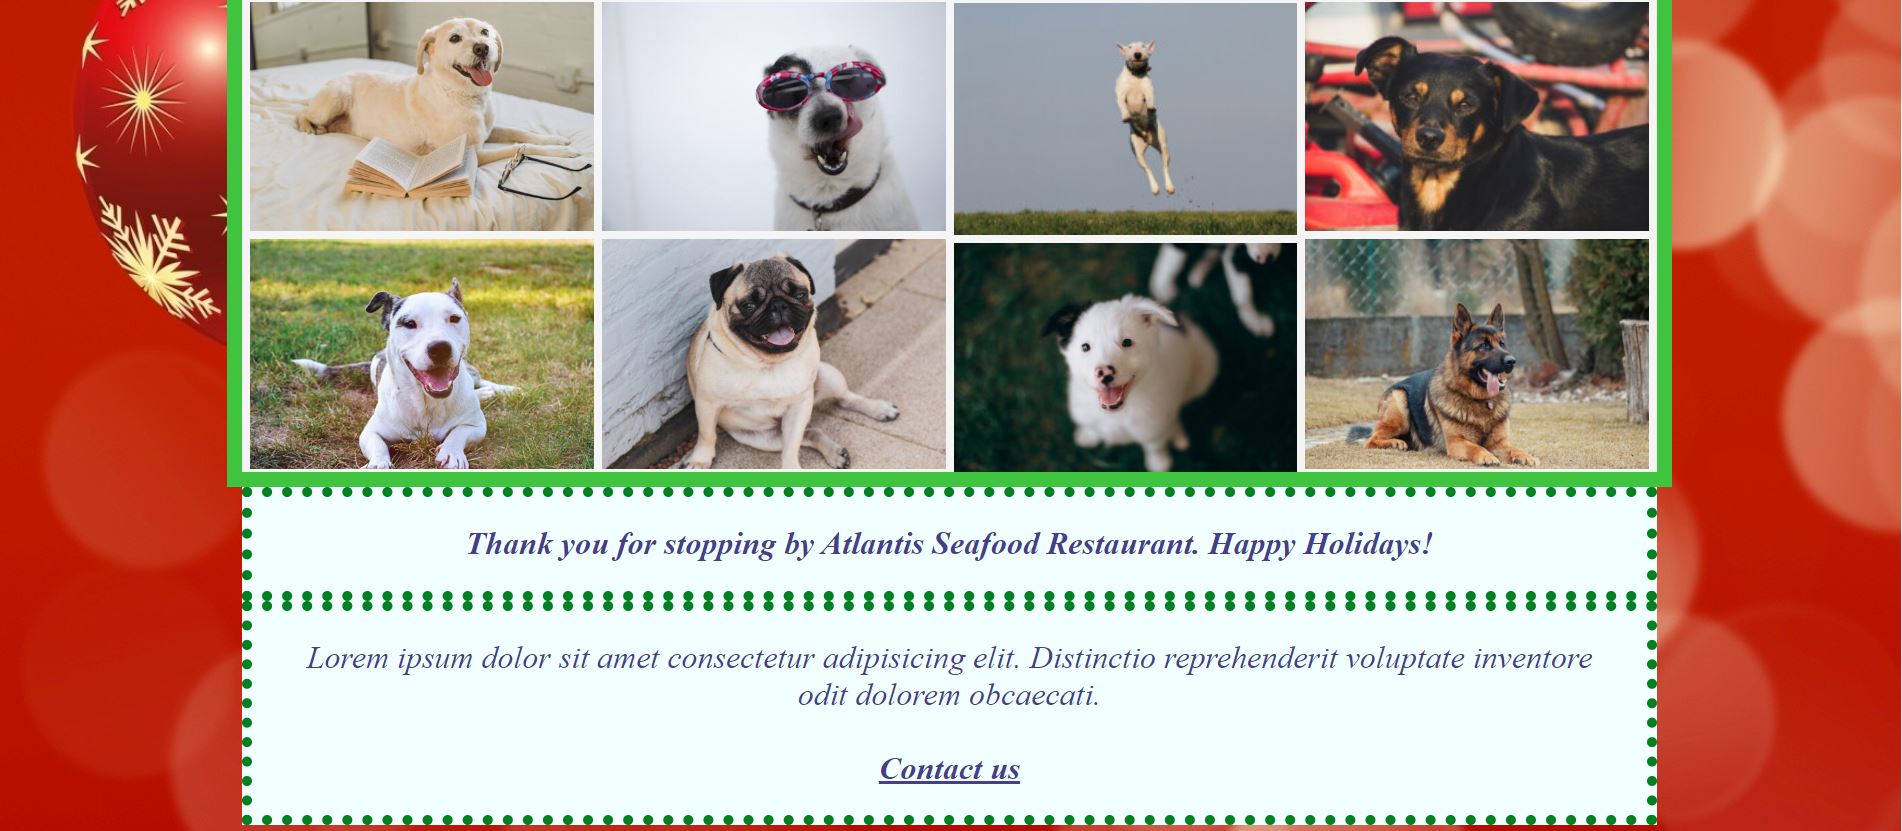 Thank you for stopping by Atlantis Seafood Restaurant. Happy Holidays!
Lorem ipsum dolor sit amet consectetur adipisicing elit. Distinctio reprehenderit voluptate inventore
odit dolorem obcaecati.
Contact us